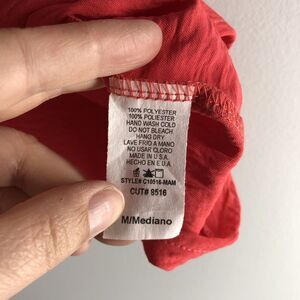 100% POLYESTER
100% POLIESTER
HAND WASH COLD
DO NOT BLEACH
HANG DRY
LAVE FRIO A MANO
NO USAR CLORO
MADE IN U.S.A.
HECHO EN U.S.A.
STYLE# C10516-MAM
CUT# 9516
M/Mediano